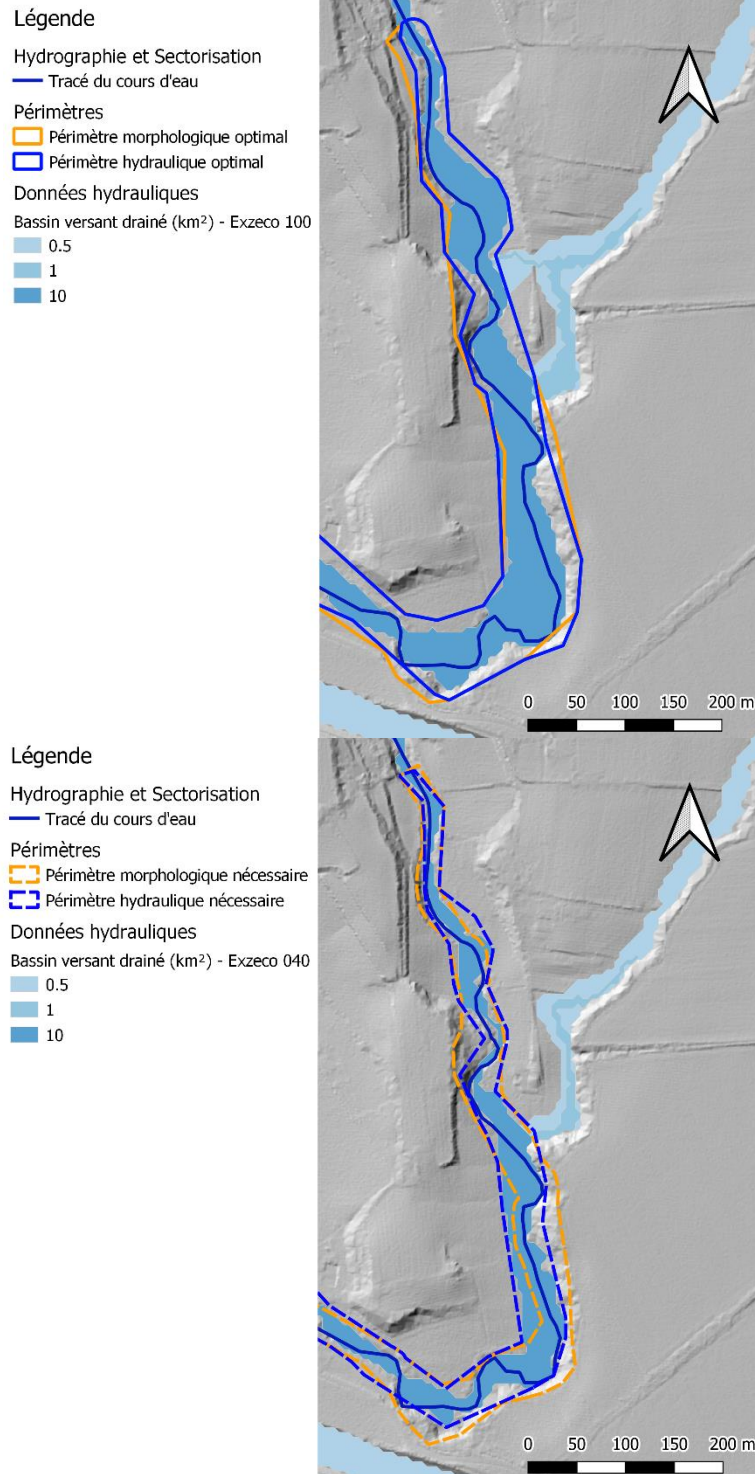 Légende
Hydrographie et Sectorisation
Tracé du cours d'eau
Périmètres
Périmètre morphologique optimal
Périmètre hydraulique optimal
Données hydrauliques
Bassin versant drainé (km²) - Exzeco 100
0.5
1
10
0 50 100 150 200 m
Légende
Hydrographie et Sectorisation
Tracé du cours d'eau
Périmètres
Périmètre morphologique nécessaire
Périmètre hydraulique nécessaire
Données hydrauliques
Bassin versant drainé (km²) - Exzeco 040
0.5
1
10
0 50 100 150 200 m